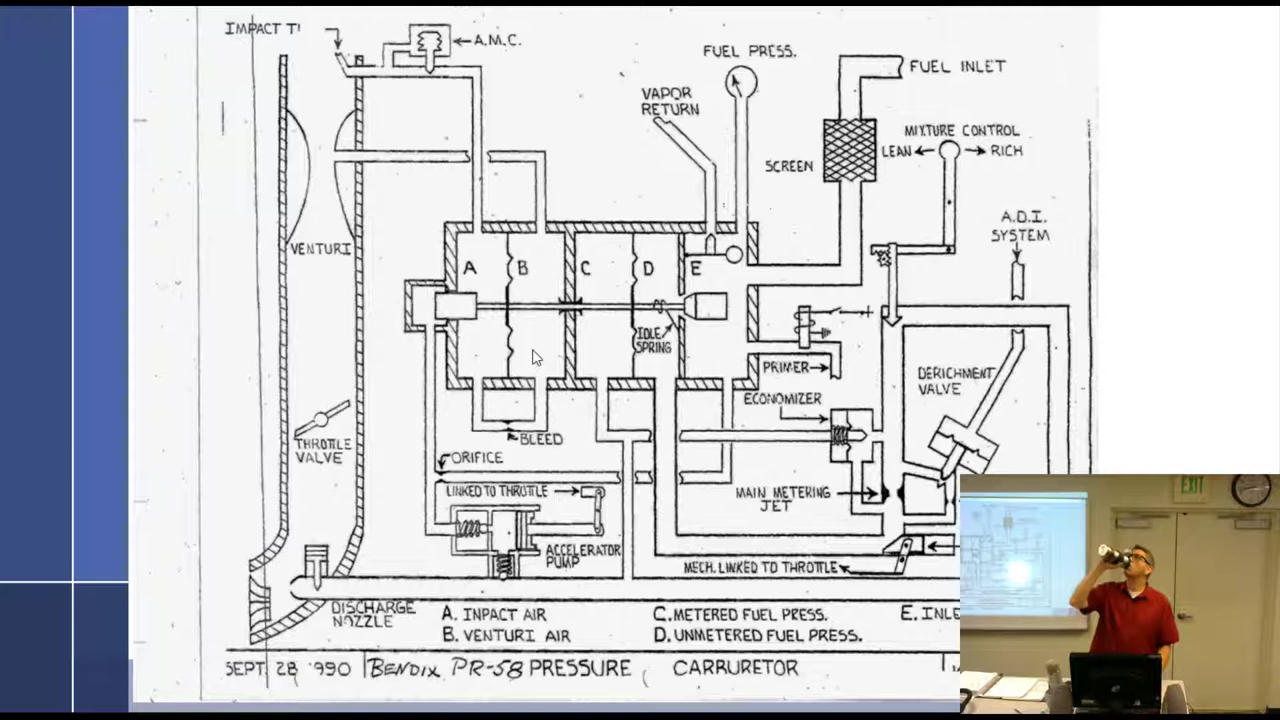 IMPACT T
A.M.C.
FUEL PRESS.
VAPOR
RETURN
FUEL INLET
SCREEN
MIXTURE CONTROL
LEAN
RICH
A.D.I.
SYSTEM
VENTURI
A
B
C
D
E
IDLE
SPRING
PRIMER
ECONOMIZER
DERICHMENT
VALVE
THROTTLE
VALVE
BLEED
ORIFICE
LINKED TO THROTTLE
MAIN METERING
JET
ACCELERATOR
PUMP
MECH. LINKED TO THROTTLE
DISCHARGE
NOZZLE
A. INPACT AIR
B. VENTURI AIR
C. METERED FUEL PRESS.
D. UNMETERED FUEL PRESS.
E. INLE
SEPT. 28 1990
BENDIX PR-58 PRESSURE CARBURETOR
EXIT